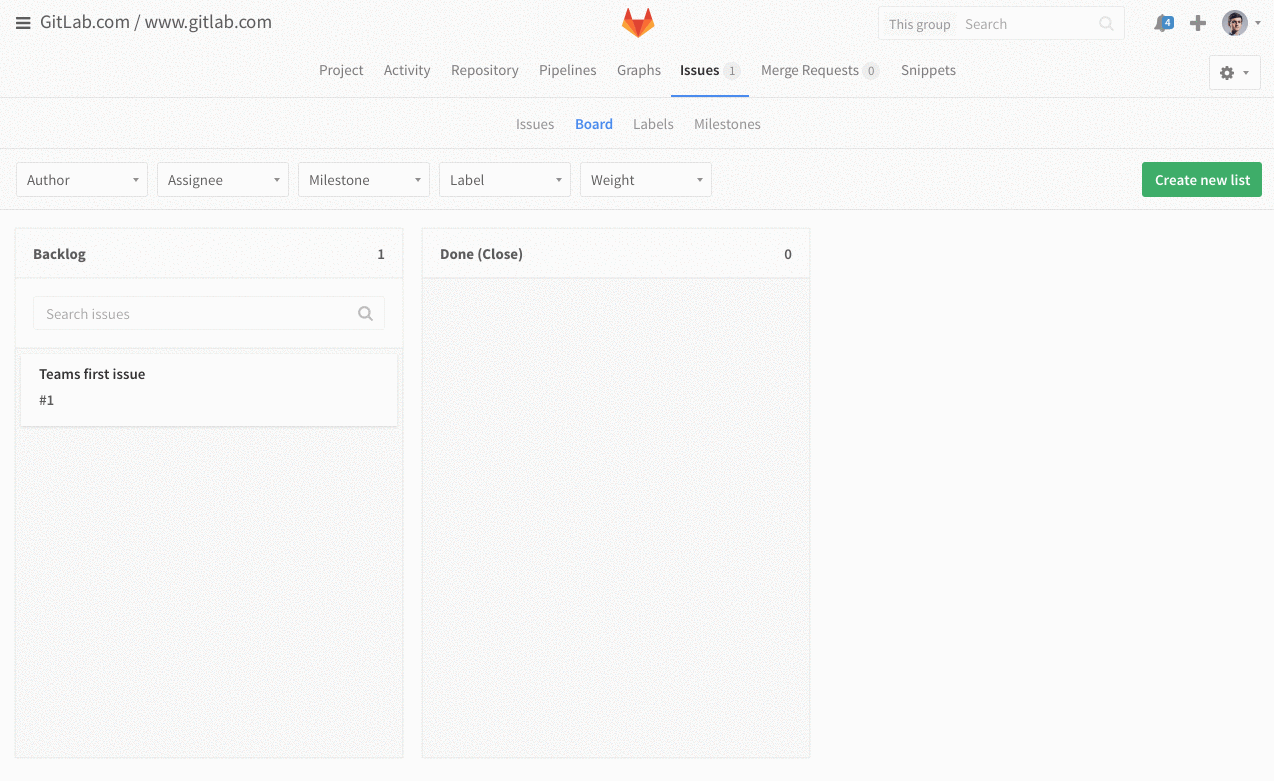 GitLab.com / www.gitlab.com
This group Search
4
Project Activity Repository Pipelines Graphs Issues 1 Merge Requests 0 Snippets
Issues Board Labels Milestones
Author Assignee Milestone Label Weight Create new list
Backlog 1
Done (Close) 0
Search issues
Teams first issue
#1